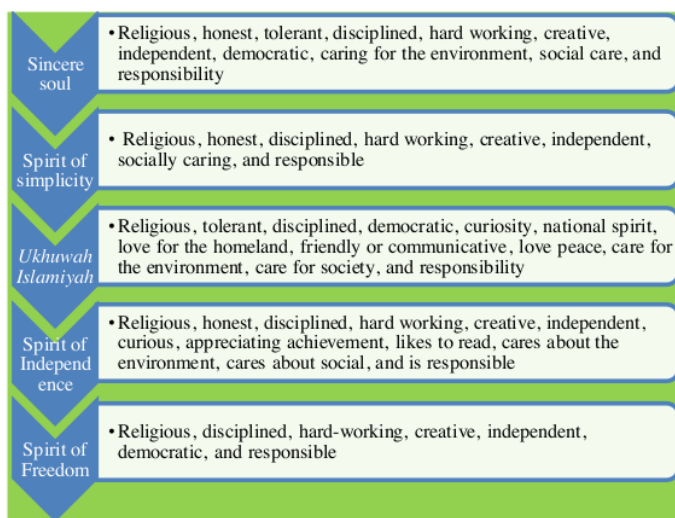 Sincere
soul
• Religious, honest, tolerant, disciplined, hard working, creative,
independent, democratic, caring for the environment, social care, and
responsibility
Spirit of
simplicity
• Religious, honest, disciplined, hard working, creative, independent,
socially caring, and responsible
Ukhuwah
Islamiyah
• Religious, tolerant, disciplined, democratic, curiosity, national spirit,
love for the homeland, friendly or communicative, love peace, care for
the environment, care for society, and responsibility
Spirit of
Independ
ence
• Religious, honest, disciplined, hard working, creative, independent,
curious, appreciating achievement, likes to read, cares about the
environment, cares about social, and is responsible
Spirit of
Freedom
• Religious, disciplined, hard-working, creative, independent,
democratic, and responsible